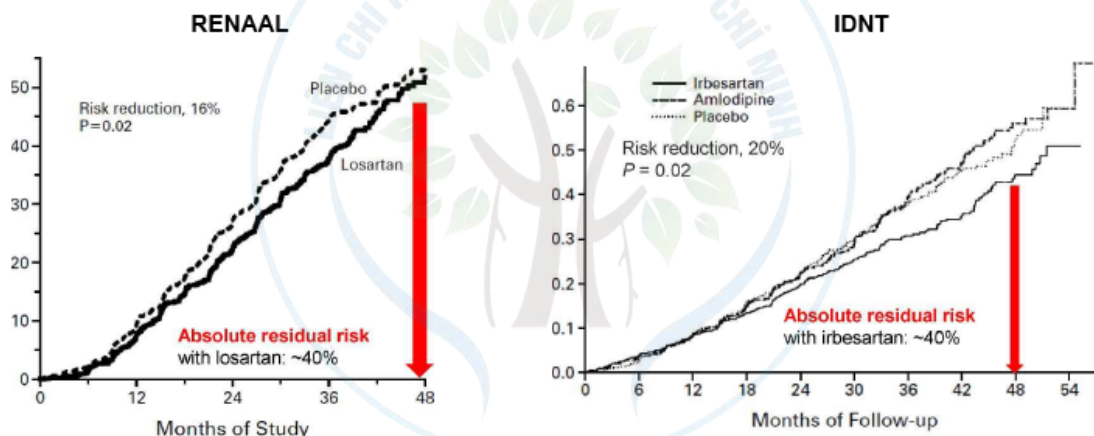 RENAAL
50
40
30
20
10
0
0
12
24
36
48
Placebo
Risk reduction, 16%
P=0.02
Losartan
Absolute residual risk
with losartan: ~40%
Months of Study
IDNT
0.6
0.5
0.4
0.3
0.2
0.1
0.0
0
6
12
18
24
30
36
42
48
54
Irbesartan
Amlodipine
Placebo
Risk reduction, 20%
P = 0.02
Absolute residual risk
with irbesartan: ~40%
Months of Follow-up
CHI MINH